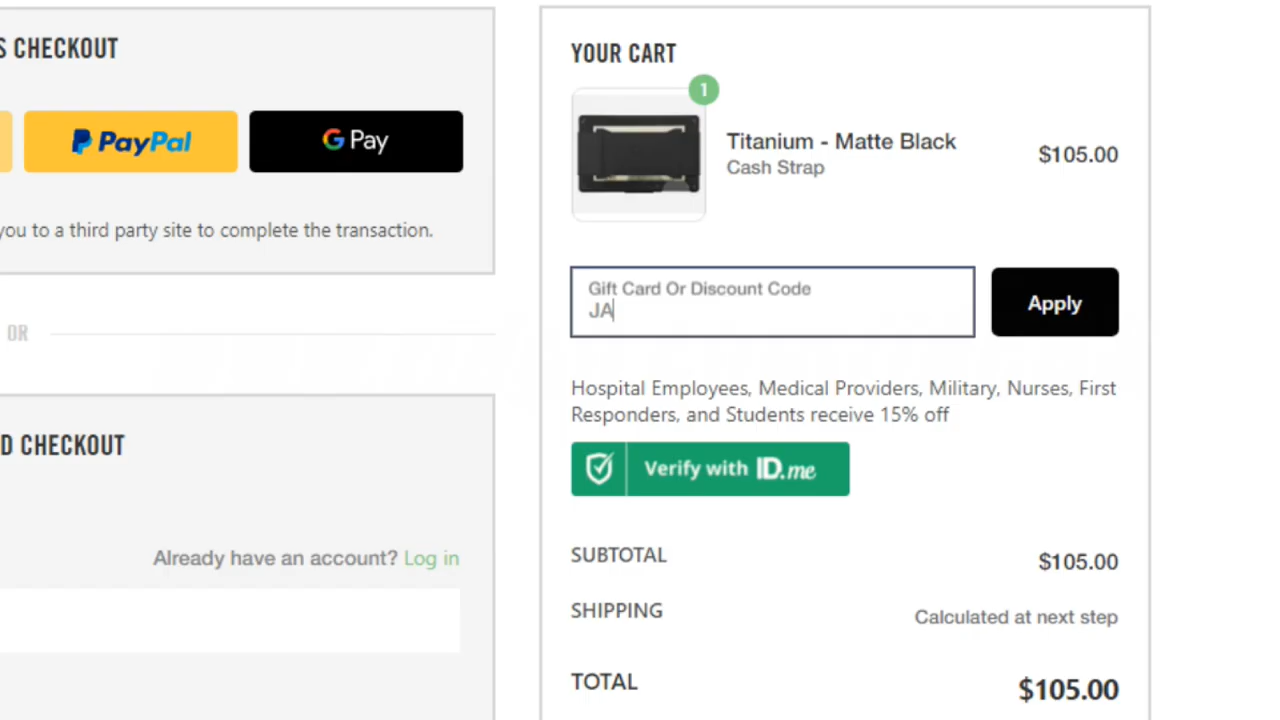 S CHECKOUT
PayPal
G Pay
you to a third party site to complete the transaction.
OR
D CHECKOUT
Already have an account? Log in
YOUR CART
1
Titanium - Matte Black
Cash Strap
$105.00
Gift Card Or Discount Code
JA
Apply
Hospital Employees, Medical Providers, Military, Nurses, First
Responders, and Students receive 15% off
Verify with ID.me
SUBTOTAL
$105.00
SHIPPING
Calculated at next step
TOTAL
$105.00